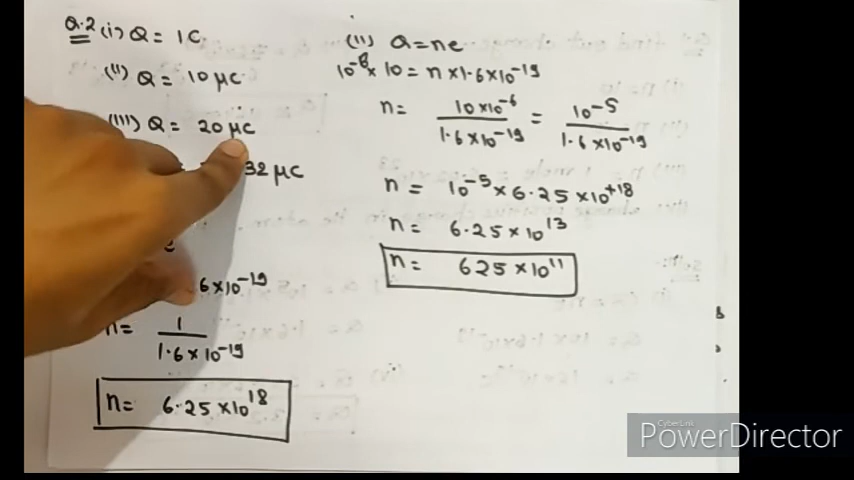 Q.2 (i) Q = 1C
(ii) Q = 10 μC
(iii) Q = 20 μC
32 μC
6×10⁻¹⁹
n = 1 / 1.6×10⁻¹⁹
n = 6.25×10¹⁸
(ii) Q = ne
10⁻⁶×10 = n×1.6×10⁻¹⁹
n = 10×10⁻⁶ / 1.6×10⁻¹⁹ = 10⁻⁵ / 1.6×10⁻¹⁹
n = 10⁻⁵×6.25×10⁺¹⁸
n = 6.25×10¹³
n = 625×10¹¹
CyberLink
PowerDirector